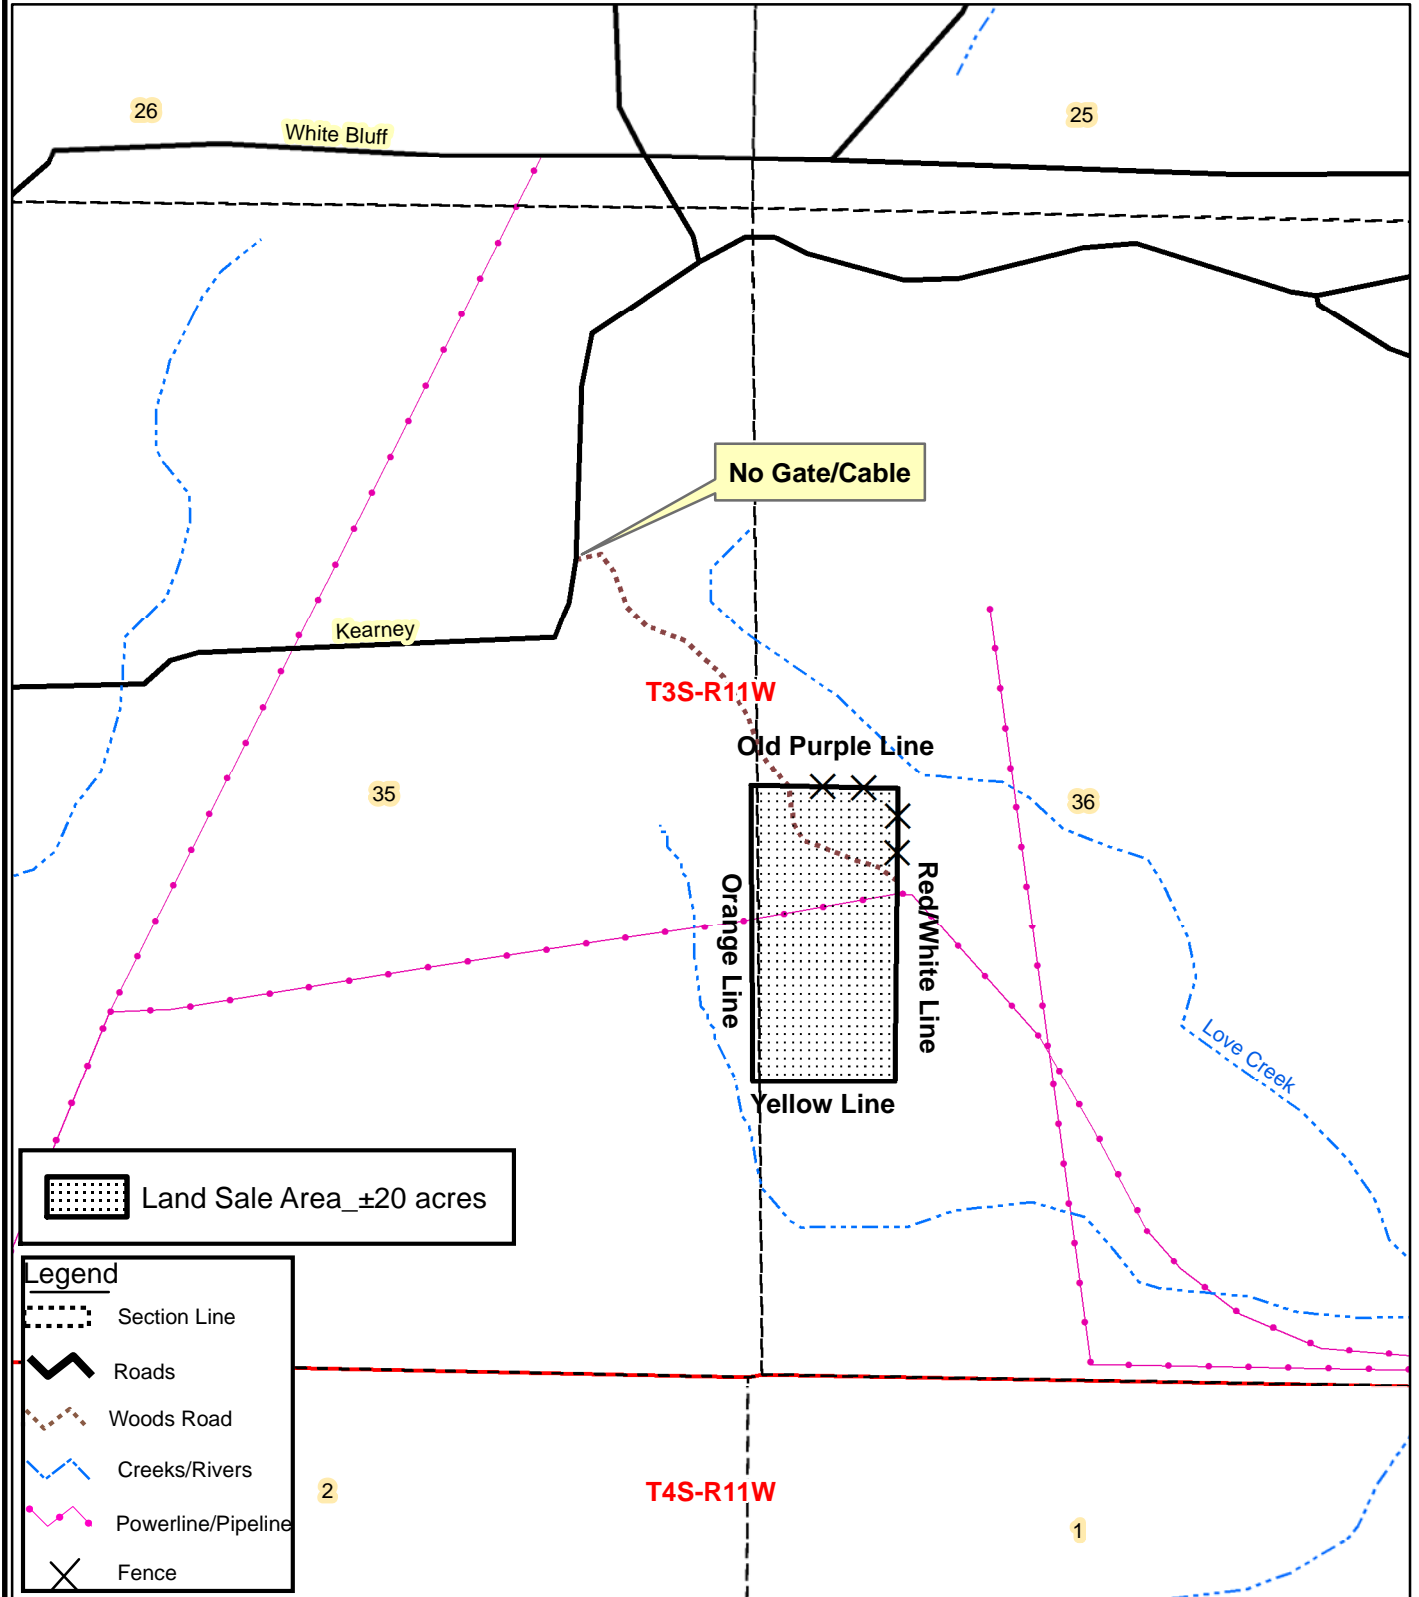 26
25
White Bluff
No Gate/Cable
Kearney
T3S-R11W
Old Purple Line
35
36
Orange Line
Red/White Line
Love Creek
Yellow Line
Land Sale Area_±20 acres
Legend
Section Line
Roads
Woods Road
Creeks/Rivers
Powerline/Pipeline
Fence
2
T4S-R11W
1